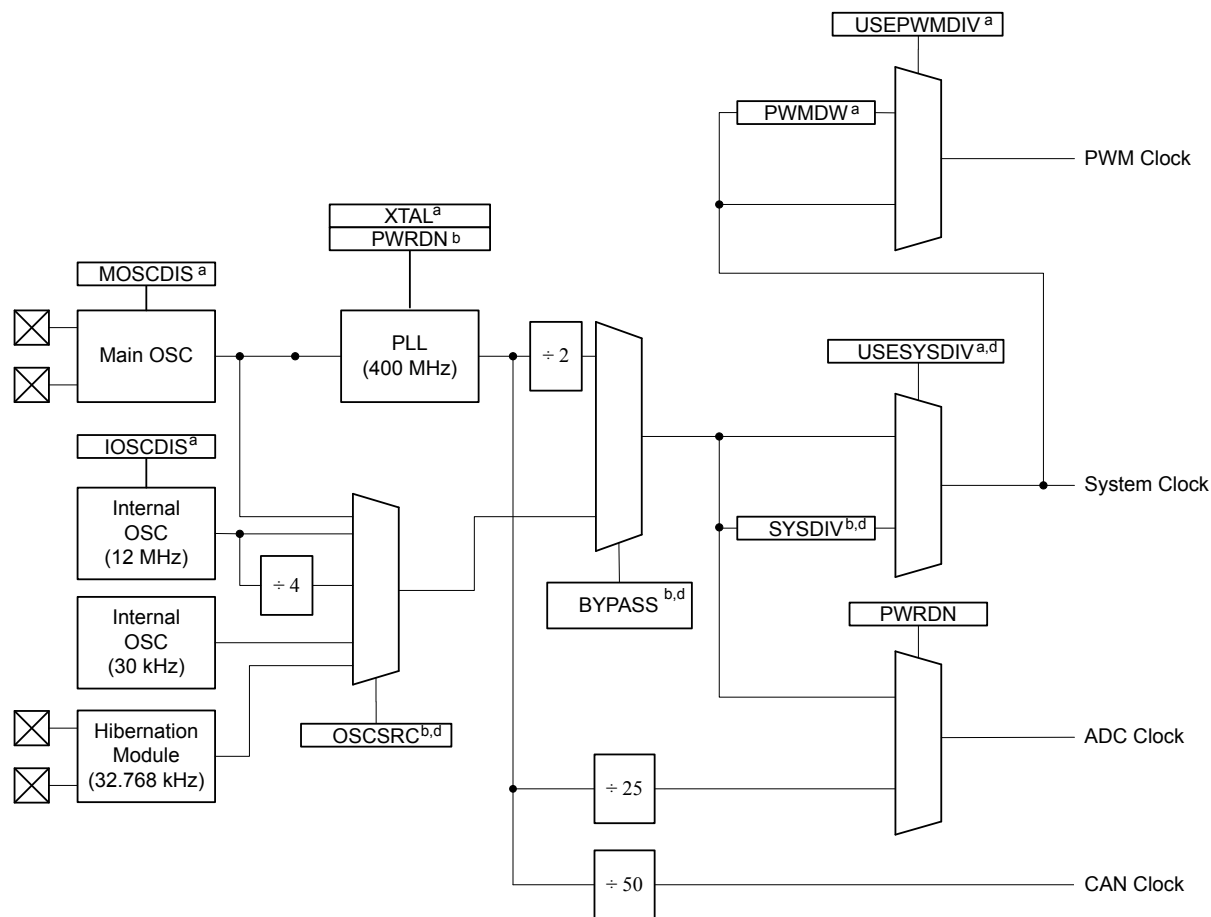 USEPWMDIV a
PWMDW a
PWM Clock
XTAL a
PWRDN b
MOSCDIS a
Main OSC
PLL
(400 MHz)
÷ 2
USESYSDIV a,d
IOSCDIS a
Internal
OSC
(12 MHz)
÷ 4
System Clock
SYSDIV b,d
BYPASS b,d
Internal
OSC
(30 kHz)
PWRDN
Hibernation
Module
(32.768 kHz)
OSCSRC b,d
ADC Clock
÷ 25
÷ 50
CAN Clock